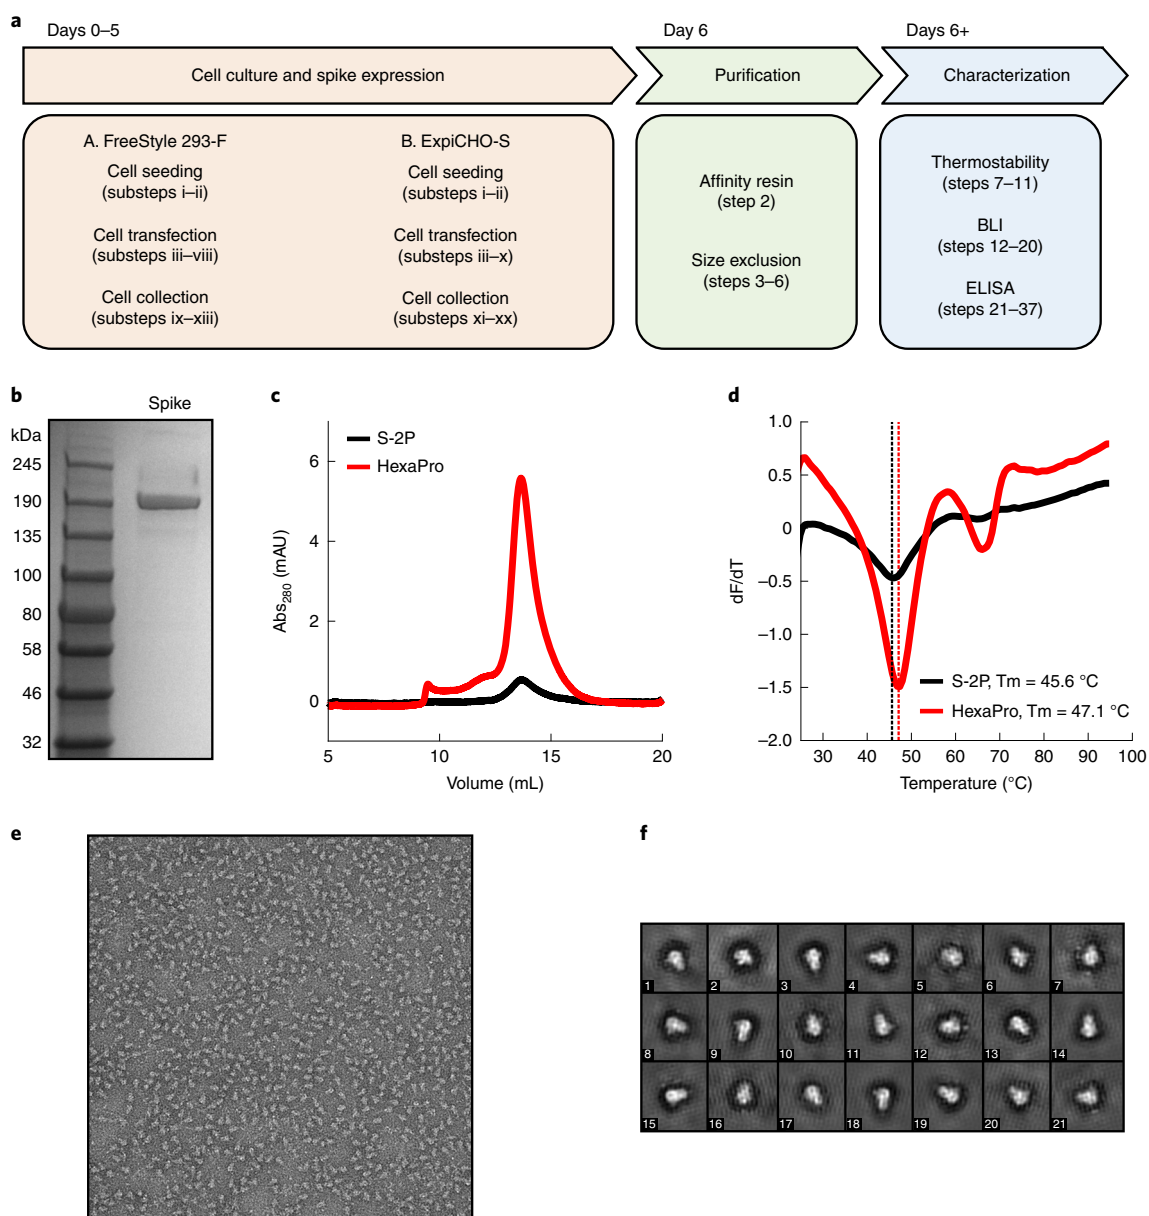 a
Days 0–5
Day 6
Days 6+
Cell culture and spike expression
Purification
Characterization
A. FreeStyle 293-F
Cell seeding
(substeps i–ii)
Cell transfection
(substeps iii–viii)
Cell collection
(substeps ix–xiii)
B. ExpiCHO-S
Cell seeding
(substeps i–ii)
Cell transfection
(substeps iii–x)
Cell collection
(substeps xi–xx)
Affinity resin
(step 2)
Size exclusion
(steps 3–6)
Thermostability
(steps 7–11)
BLI
(steps 12–20)
ELISA
(steps 21–37)
b
Spike
kDa
245
190
135
100
80
58
46
32
c
S-2P
HexaPro
Abs280 (mAU)
6
4
2
0
5
10
15
20
Volume (mL)
d
dF/dT
1.0
0.5
0
–0.5
–1.0
–1.5
–2.0
S-2P, Tm = 45.6 °C
HexaPro, Tm = 47.1 °C
30
40
50
60
70
80
90
100
Temperature (°C)
e
f
1
2
3
4
5
6
7
8
9
10
11
12
13
14
15
16
17
18
19
20
21